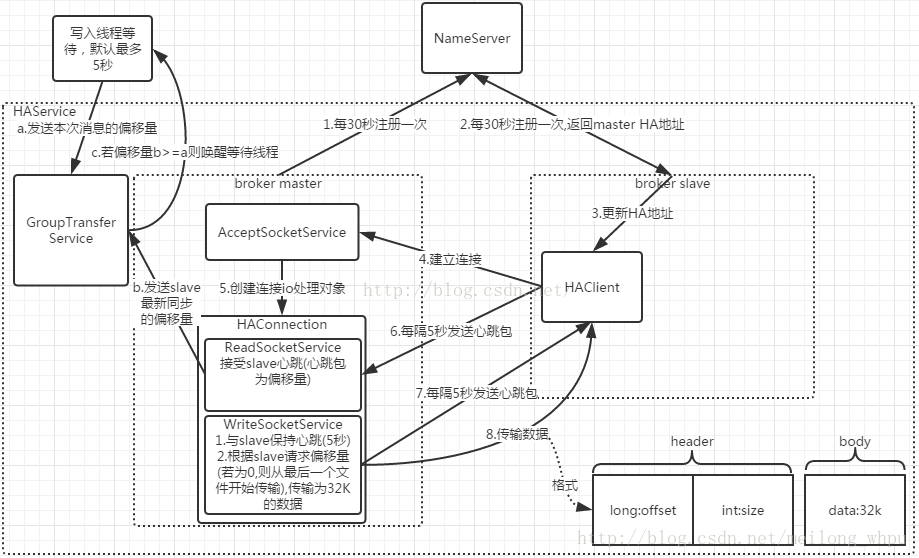 写入线程等
待，默认最多
5秒
NameServer
HAService
a.发送本次消息的偏移量
1.每30秒注册一次
2.每30秒注册一次,返回master HA地址
c.若偏移量b>=a则唤醒等待线程
broker master
broker slave
GroupTransfer
Service
AcceptSocketService
3.更新HA地址
4.建立连接
HAClient
b.发送slave
最新同步
的偏移量
5.创建连接io处理对象
http://blog.csdn.net/
HAConnection
6.每隔5秒发送心跳包
ReadSocketService
接受slave心跳(心跳包
为偏移量)
7.每隔5秒发送心跳包
WriteSocketService
1.与slave保持心跳(5秒)
2.根据slave请求偏移量
(若为0,则从最后一个文
件开始传输),传输为32K
的数据
8.传输数据
header
body
格式
long:offset
int:size
data:32k
http://blog.csdn.net/meilong_whpu